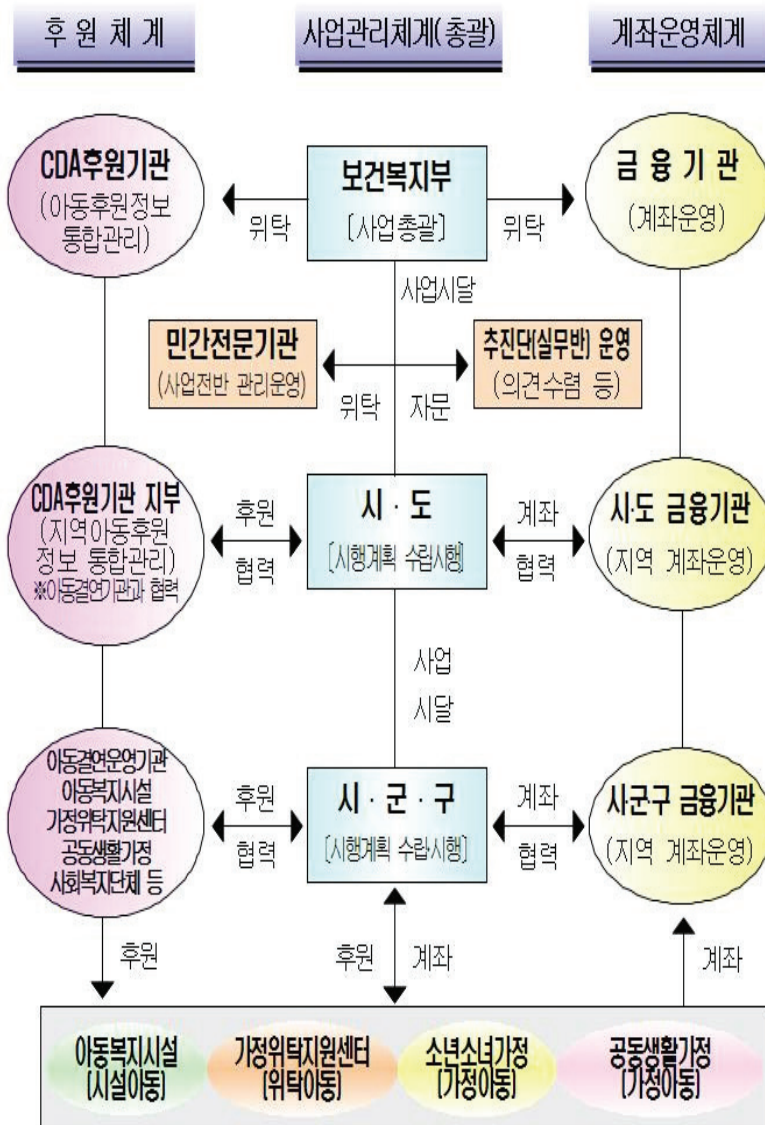 후 원 체 계
사업관리체계(총괄)
계좌운영체계
CDA후원기관
(아동후원정보
통합관리)
위탁
보건복지부
[사업총괄]
위탁
금 융 기 관
(계좌운영)
사업시달
민간전문기관
(사업전반 관리운영)
위탁
자문
추진단(실무반) 운영
(의견수렴 등)
CDA후원기관 지부
(지역아동후원
정보 통합관리)
※아동결연기관과 협력
후원
협력
시 · 도
[시행계획 수립시행]
계좌
협력
시·도 금융기관
(지역 계좌운영)
사업
시달
아동결연운영기관
아동복지시설
가정위탁지원센터
공동생활가정
사회복지단체 등
후원
협력
시 · 군 · 구
[시행계획 수립·시행]
계좌
협력
시·군·구 금융기관
(지역 계좌운영)
후원
후원
계좌
계좌
아동복지시설
(시설아동)
가정위탁지원센터
(위탁아동)
소년소녀가정
(가정아동)
공동생활가정
(가정아동)